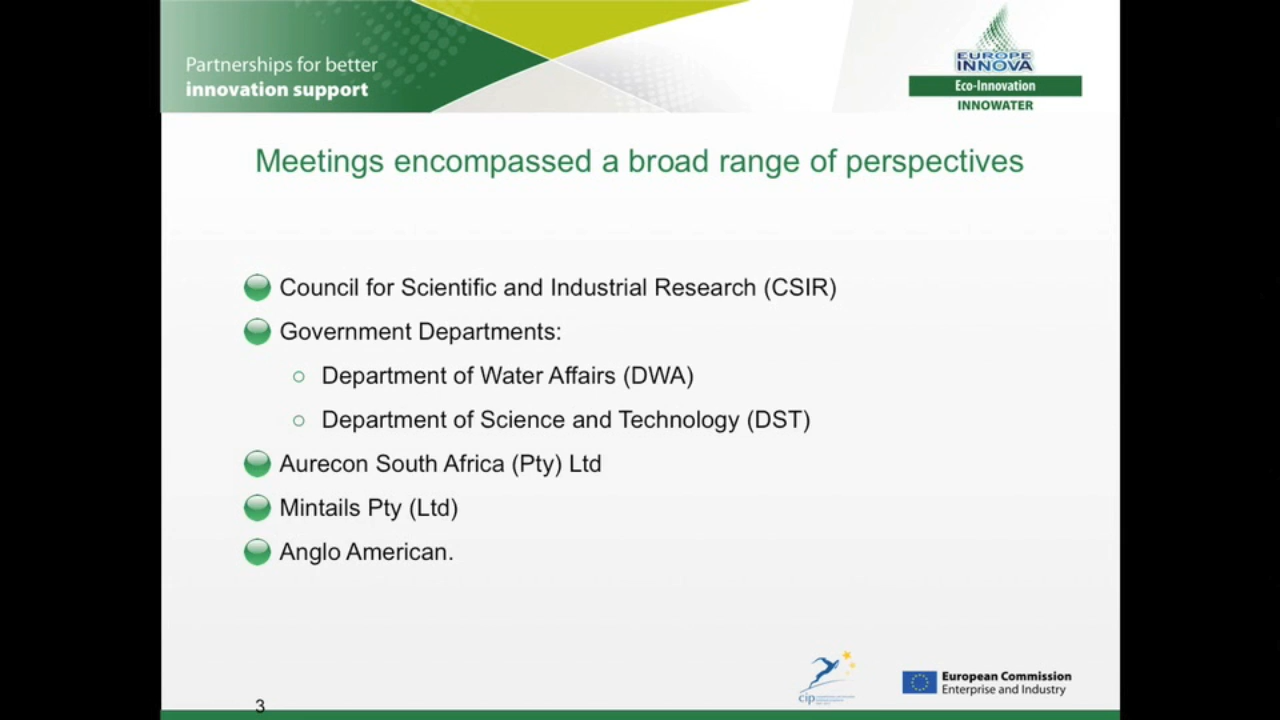 Partnerships for better
innovation support
EUROPE
INNOVA
Eco-Innovation
INNOWATER
Meetings encompassed a broad range of perspectives
Council for Scientific and Industrial Research (CSIR)
Government Departments:
Department of Water Affairs (DWA)
Department of Science and Technology (DST)
Aurecon South Africa (Pty) Ltd
Mintails Pty (Ltd)
Anglo American.
cip
European Commission
Enterprise and Industry
3